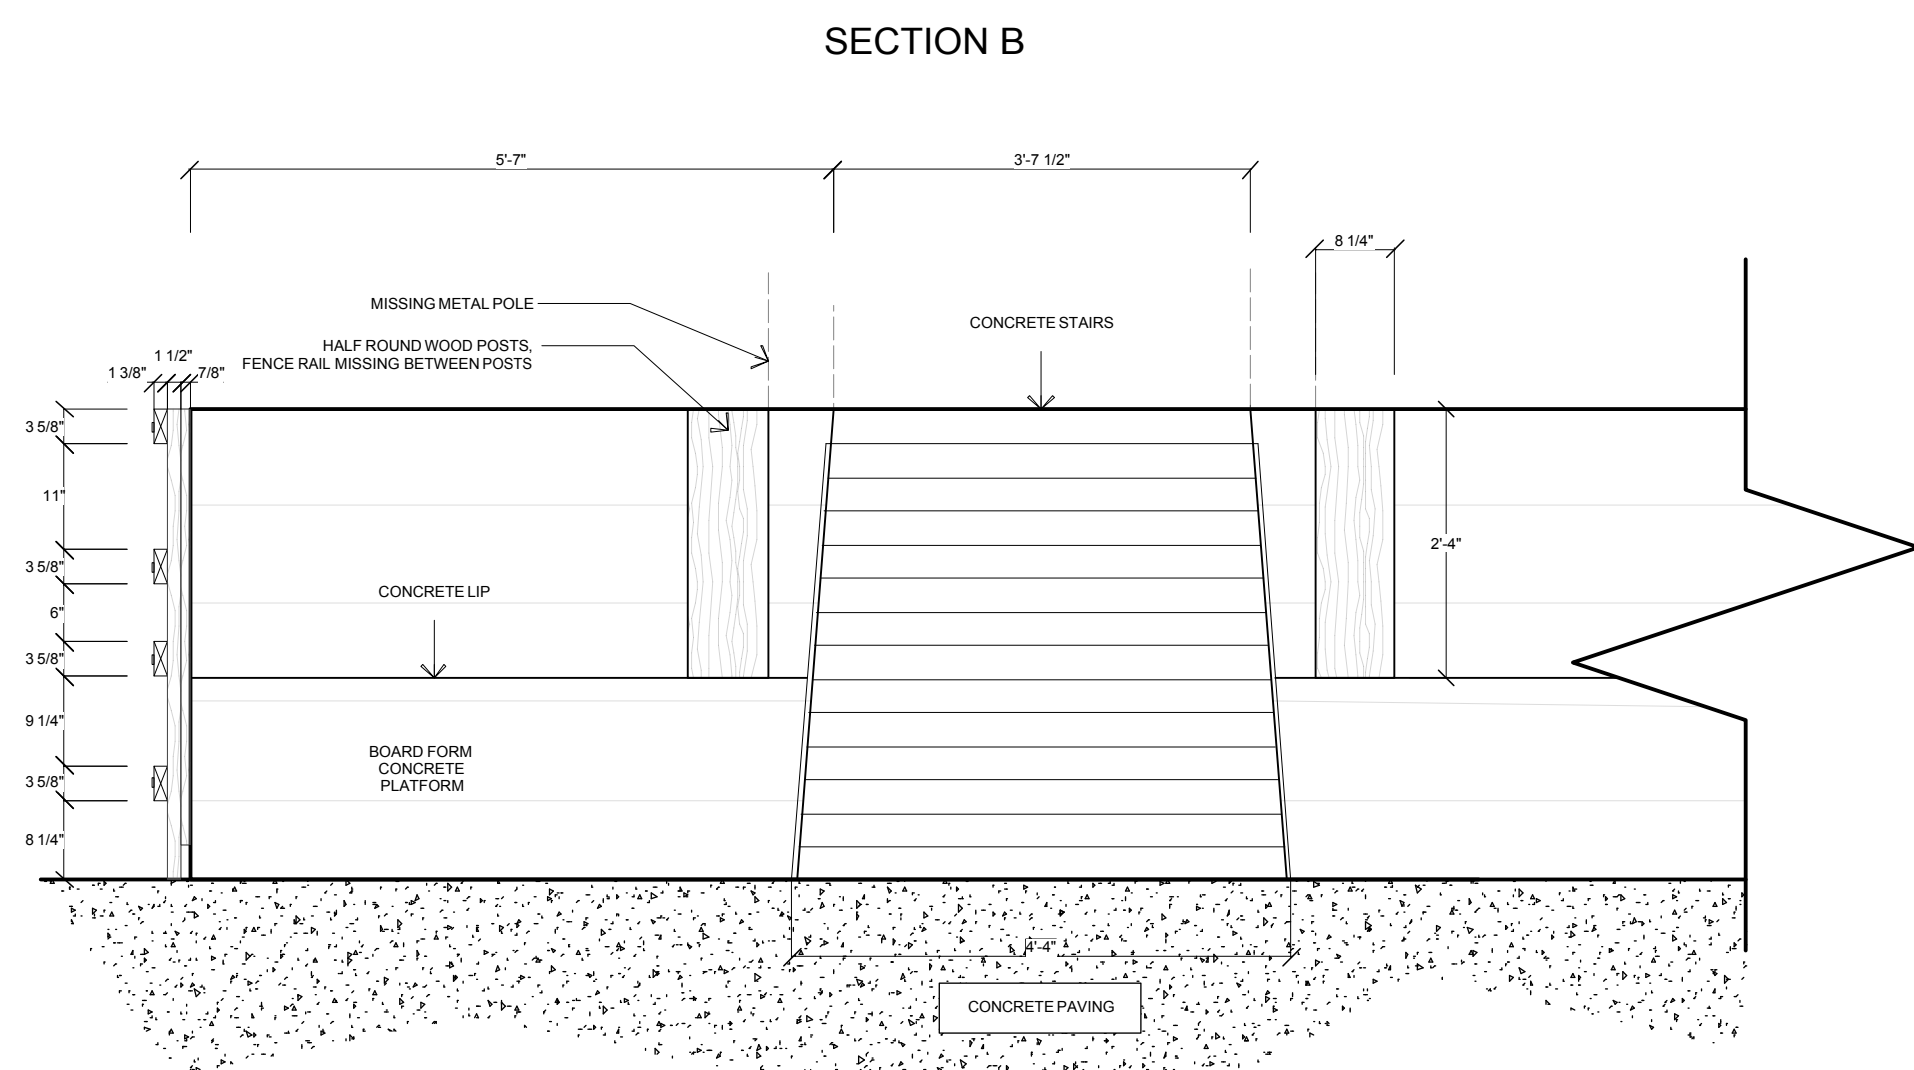 SECTION B
5'-7"
3'-7 1/2"
8 1/4"
MISSING METAL POLE
CONCRETE STAIRS
HALF ROUND WOOD POSTS,
FENCE RAIL MISSING BETWEEN POSTS
1 1/2"
1 3/8"
7/8"
3 5/8"
11"
2'-4"
3 5/8"
CONCRETE LIP
6"
3 5/8"
9 1/4"
BOARD FORM
CONCRETE
PLATFORM
3 5/8"
8 1/4"
4'-4"
CONCRETE PAVING